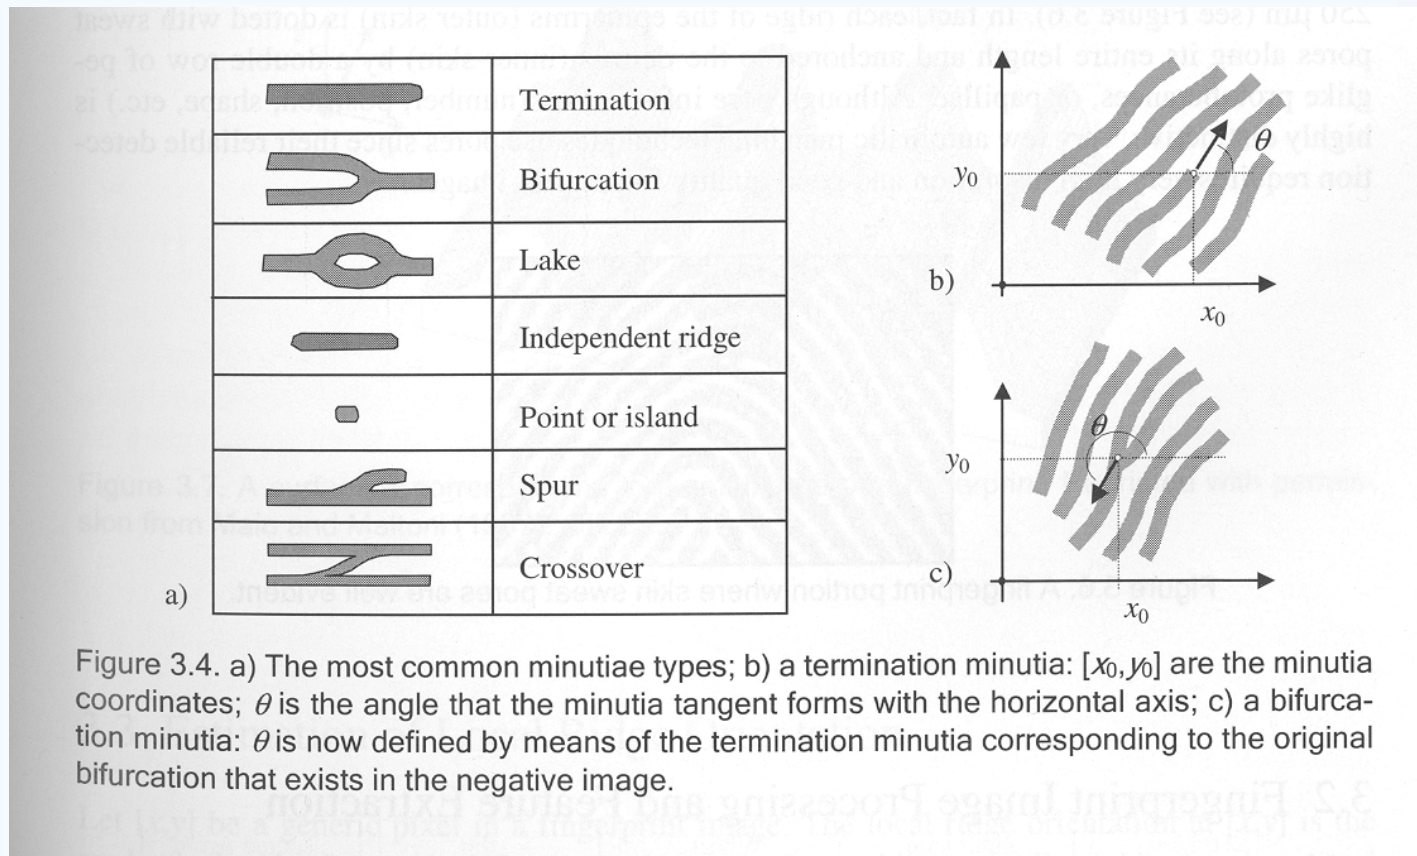 Termination
Bifurcation
Lake
Independent ridge
Point or island
Spur
Crossover
a)
y0
θ
b)
x0
θ
y0
c)
x0
Figure 3.4. a) The most common minutiae types; b) a termination minutia: [x0,y0] are the minutia
coordinates; θ is the angle that the minutia tangent forms with the horizontal axis; c) a bifurca-
tion minutia: θ is now defined by means of the termination minutia corresponding to the original
bifurcation that exists in the negative image.